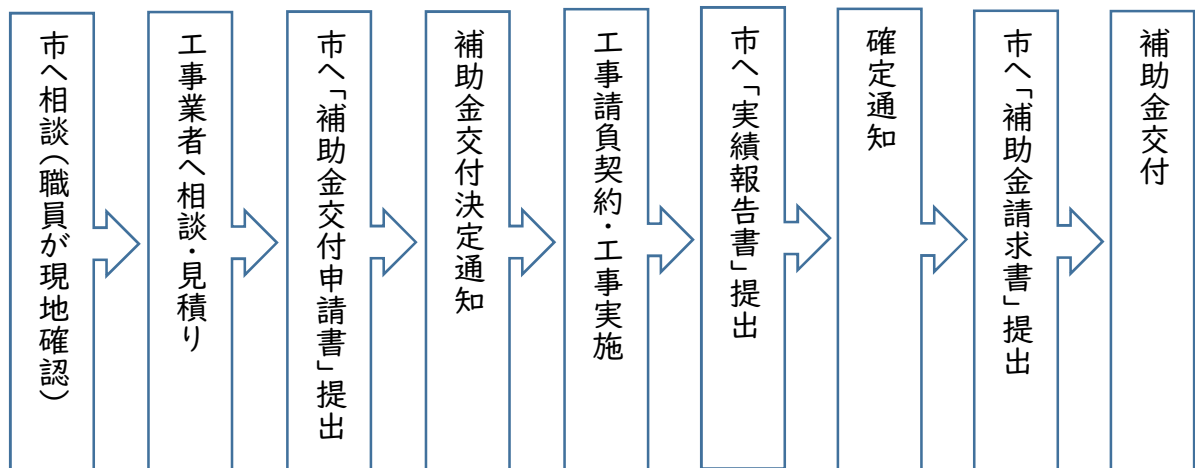 市へ相談(職員が現地確認)
工事業者へ相談・見積り
市へ「補助金交付申請書」提出
補助金交付決定通知
工事請負契約・工事実施
市へ「実績報告書」提出
確定通知
市へ「補助金請求書」提出
補助金交付